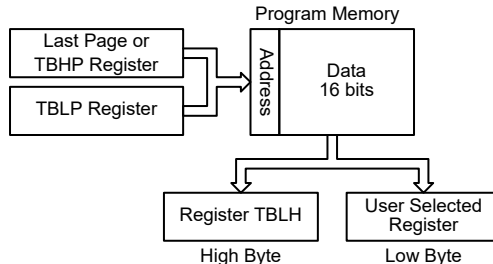 Program Memory
Last Page or
TBHP Register
TBLP Register
Address
Data
16 bits
Register TBLH
User Selected
Register
High Byte
Low Byte